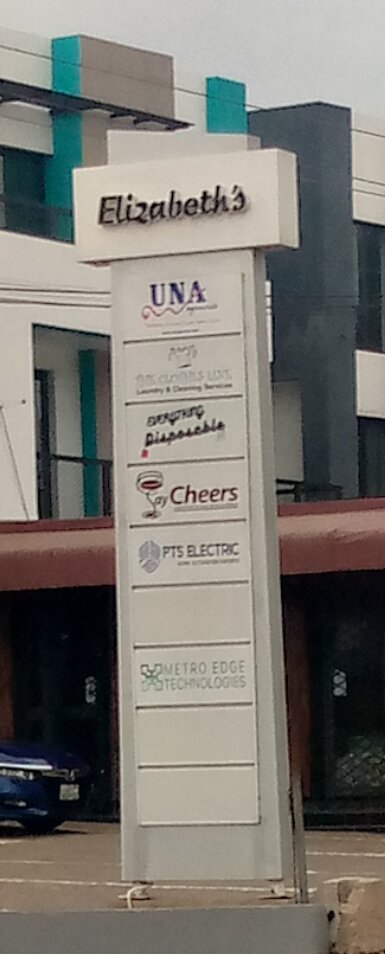 Elizabeth's
UNA
Laundry & Cleaning Services
EVERYTHING
Disposable
Say Cheers
PTS ELECTRIC
METRO EDGE
TECHNOLOGIES